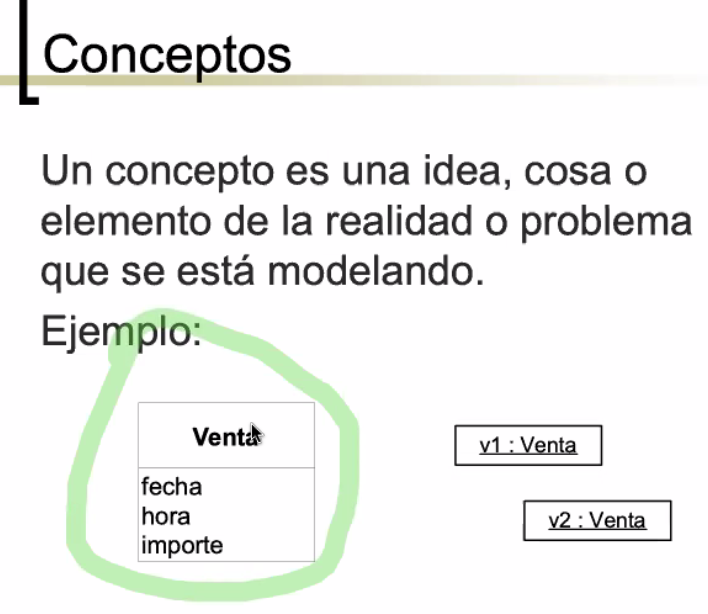 Conceptos
Un concepto es una idea, cosa o
elemento de la realidad o problema
que se está modelando.
Ejemplo:
Venta
fecha
hora
importe
v1 : Venta
v2 : Venta